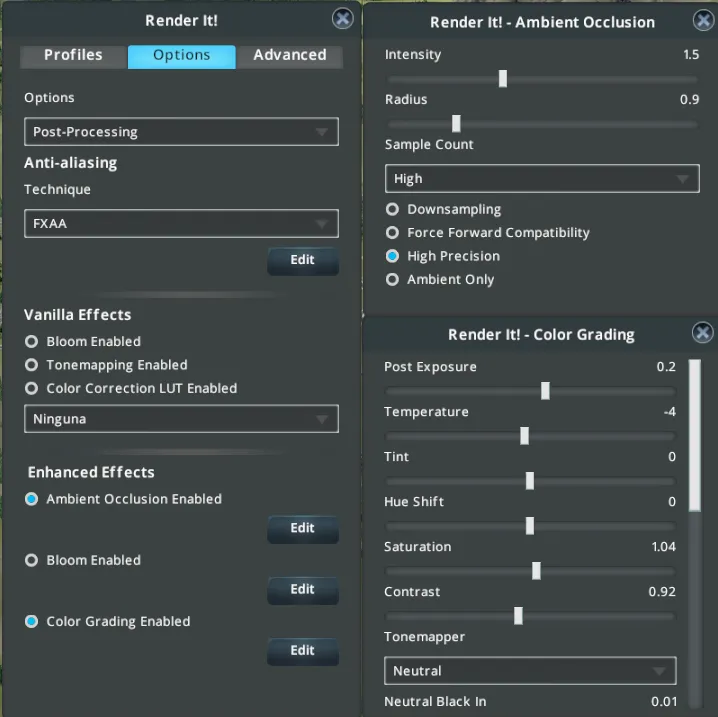 Render It!
Profiles
Options
Advanced
Options
Post-Processing
Anti-aliasing
Technique
FXAA
Edit
Vanilla Effects
Bloom Enabled
Tonemapping Enabled
Color Correction LUT Enabled
Ninguna
Enhanced Effects
Ambient Occlusion Enabled
Edit
Bloom Enabled
Edit
Color Grading Enabled
Edit
Render It! - Ambient Occlusion
Intensity 1.5
Radius 0.9
Sample Count
High
Downsampling
Force Forward Compatibility
High Precision
Ambient Only
Render It! - Color Grading
Post Exposure 0.2
Temperature -4
Tint 0
Hue Shift 0
Saturation 1.04
Contrast 0.92
Tonemapper
Neutral
Neutral Black In 0.01